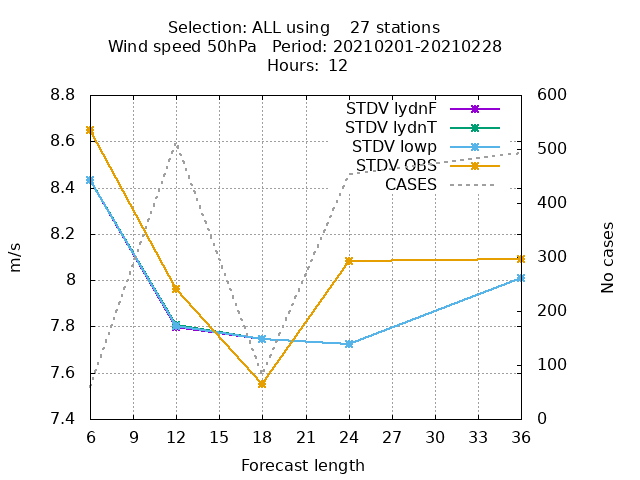 Selection: ALL using    27 stations
Wind speed 50hPa   Period: 20210201-20210228
Hours: 12
8.8
8.6
8.4
8.2
8
7.8
7.6
7.4
m/s
STDV lydnF
STDV lydnT
STDV lowp
STDV OBS
CASES
600
500
400
300
200
100
0
No cases
6 9 12 15 18 21 24 27 30 33 36
Forecast length